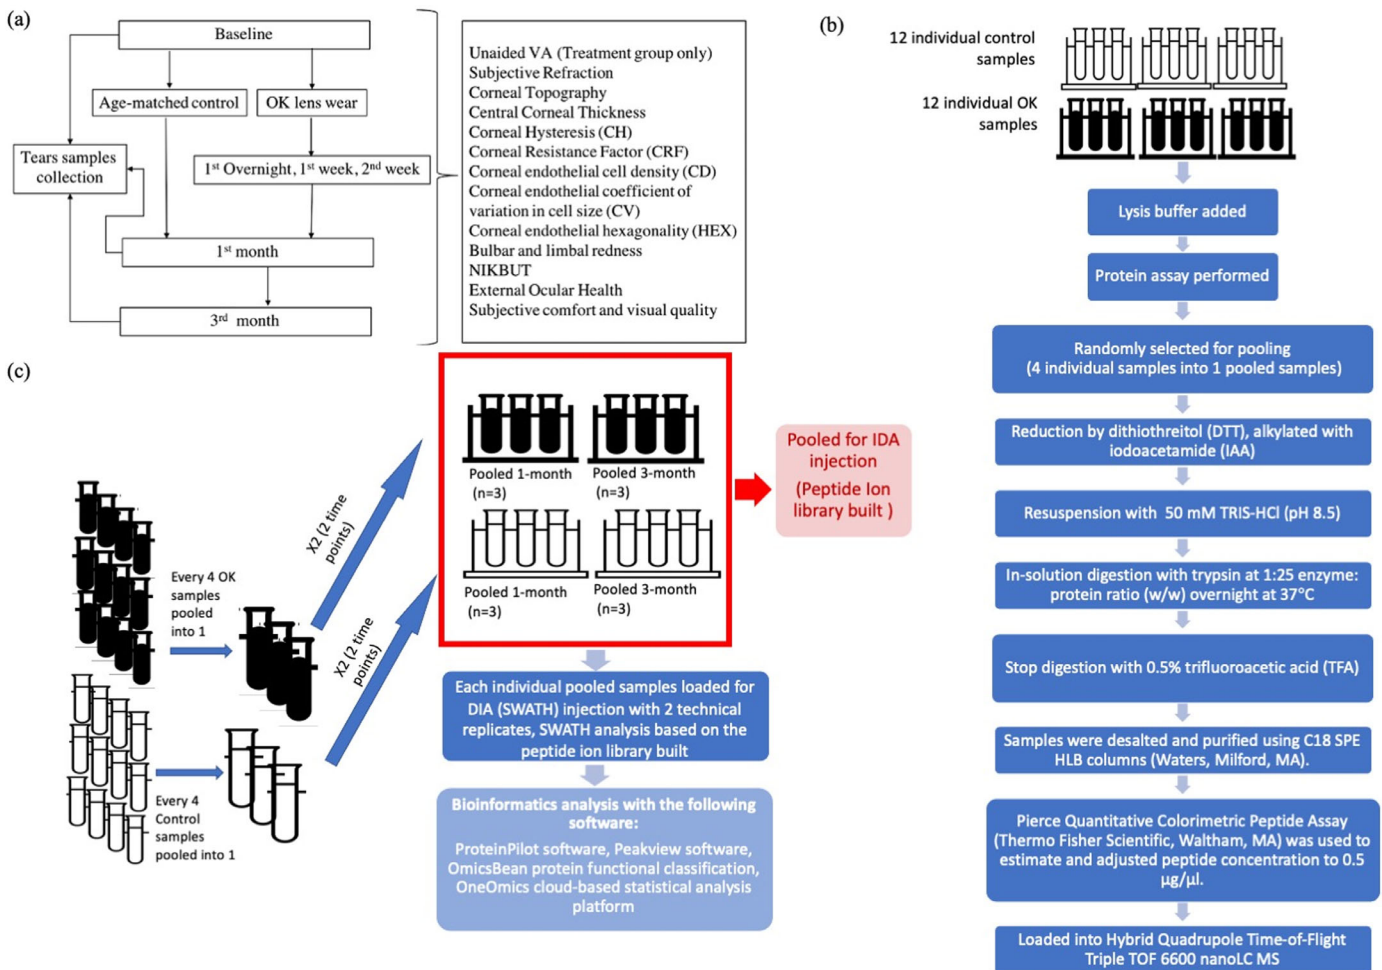 (a)
Baseline
Age-matched control
OK lens wear
Tears samples
collection
1st Overnight, 1st week, 2nd week
1st month
3rd month
Unaided VA (Treatment group only)
Subjective Refraction
Corneal Topography
Central Corneal Thickness
Corneal Hysteresis (CH)
Corneal Resistance Factor (CRF)
Corneal endothelial cell density (CD)
Corneal endothelial coefficient of
variation in cell size (CV)
Corneal endothelial hexagonality (HEX)
Bulbar and limbal redness
NIKBUT
External Ocular Health
Subjective comfort and visual quality
(b)
12 individual control
samples
12 individual OK
samples
Lysis buffer added
Protein assay performed
Randomly selected for pooling
(4 individual samples into 1 pooled samples)
Reduction by dithiothreitol (DTT), alkylated with
iodoacetamide (IAA)
Resuspension with 50 mM TRIS-HCl (pH 8.5)
In-solution digestion with trypsin at 1:25 enzyme:
protein ratio (w/w) overnight at 37°C
Stop digestion with 0.5% trifluoroacetic acid (TFA)
Samples were desalted and purified using C18 SPE
HLB columns (Waters, Milford, MA).
Pierce Quantitative Colorimetric Peptide Assay
(Thermo Fisher Scientific, Waltham, MA) was used to
estimate and adjusted peptide concentration to 0.5
μg/μl.
Loaded into Hybrid Quadrupole Time-of-Flight
Triple TOF 6600 nanoLC MS
(c)
Every 4 OK
samples
pooled
into 1
Every 4
Control
samples
pooled into 1
X2 (2 time
points)
X2 (2 time
points)
Pooled 1-month
(n=3)
Pooled 3-month
(n=3)
Pooled 1-month
(n=3)
Pooled 3-month
(n=3)
Pooled for IDA
injection
(Peptide Ion
library built )
Each individual pooled samples loaded for
DIA (SWATH) injection with 2 technical
replicates, SWATH analysis based on the
peptide ion library built
Bioinformatics analysis with the following
software:
ProteinPilot software, Peakview software,
OmicsBean protein functional classification,
OneOmics cloud-based statistical analysis
platform